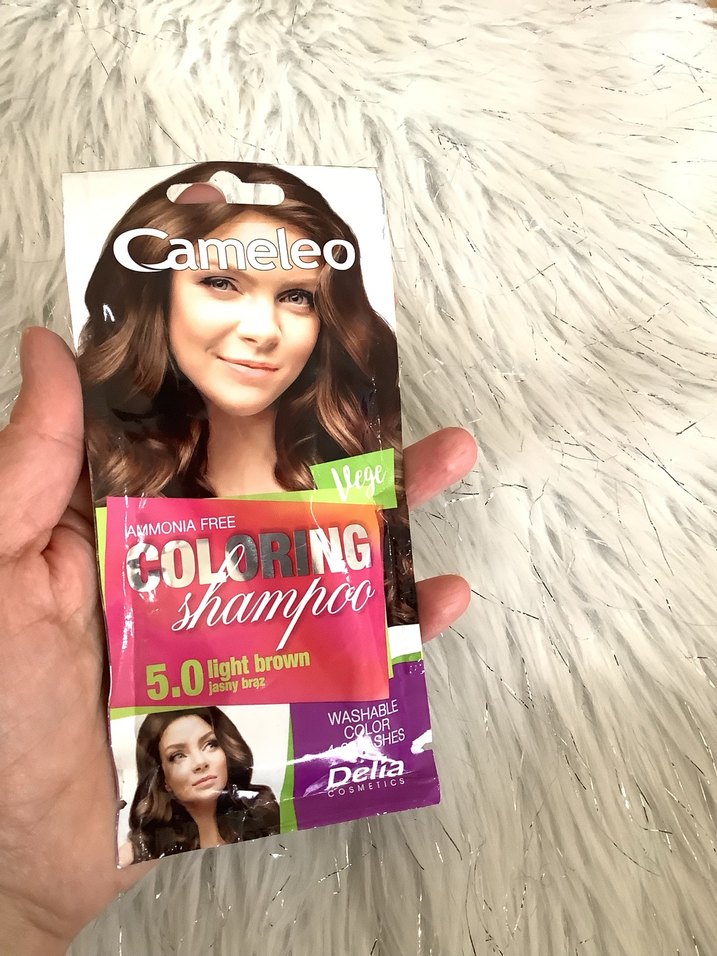 Cameleo
Vege
AMMONIA FREE
COLORING
shampoo
5.0 light brown
jasny brąz
WASHABLE
COLOR
Delia
COSMETICS